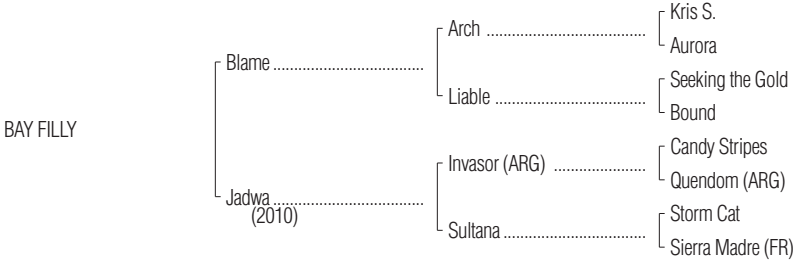 Kris S.
Arch ..........................................
Aurora
Blame ........................................
Seeking the Gold
Liable ........................................
Bound
BAY FILLY
Candy Stripes
Invasor (ARG) .........................
Quendom (ARG)
Jadwa ........................................
(2010)
Storm Cat
Sultana ......................................
Sierra Madre (FR)